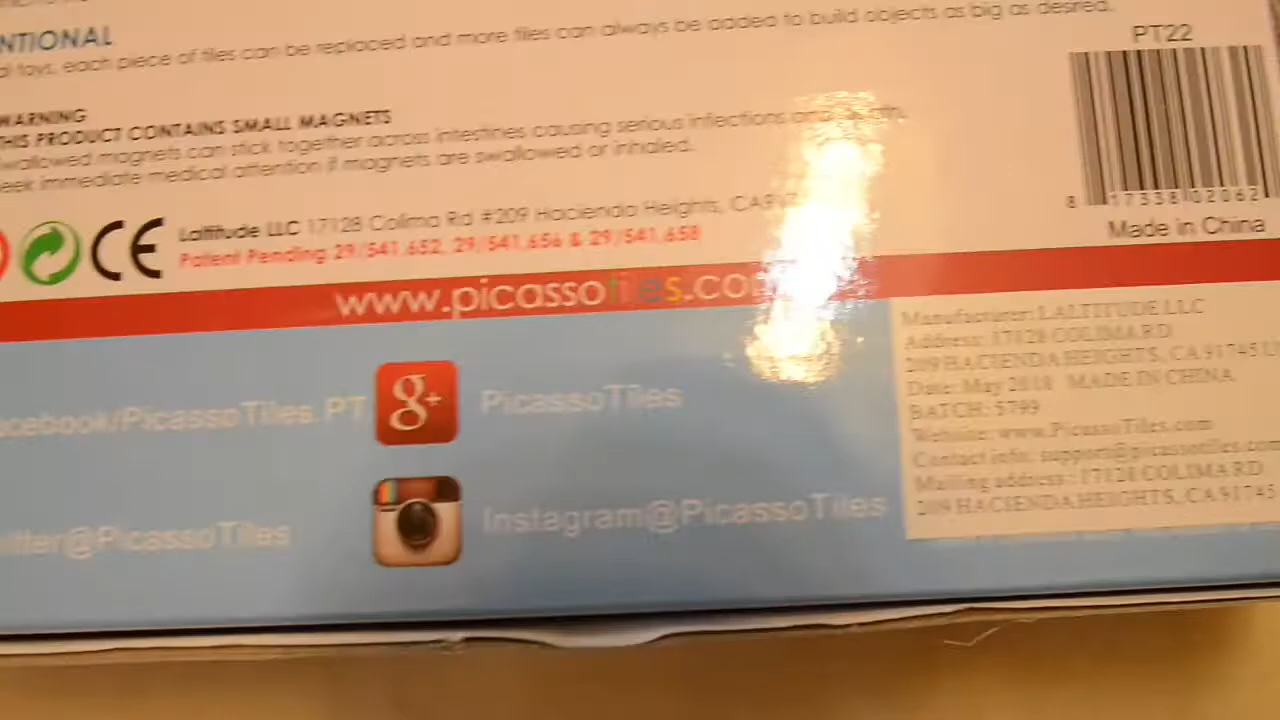 NTIONAL
al toys, each piece of tiles can be replaced and more tiles can always be added to build objects as big as desired.
WARNING
THIS PRODUCT CONTAINS SMALL MAGNETS
wallowed magnets can stick together across intestines causing serious infections and
eek immediate medical attention if magnets are swallowed or inhaled.
CE Laltitude LLC 17128 Colima Rd #209 Hacienda Heights, CA
Patent Pending 29/541,652, 29/541,656 & 29/541,658
www.picassotiles.com
PT22
8 17338 02062
Made in China
acebook/PicassoTiles.PT
g+ PicassoTiles
itter@PicassoTiles
Instagram@PicassoTiles
Manufacturer: LALTITUDE LLC
Address: 17128 COLIMA RD
209 HACIENDA HEIGHTS, CA 91745 U
Date: May 2018 MADE IN CHINA
BATCH: 5799
Website: www.PicassoTiles.com
Contact info: support@picassotiles.com
Mailing address: 17128 COLIMA RD
209 HACIENDA HEIGHTS, CA 91745